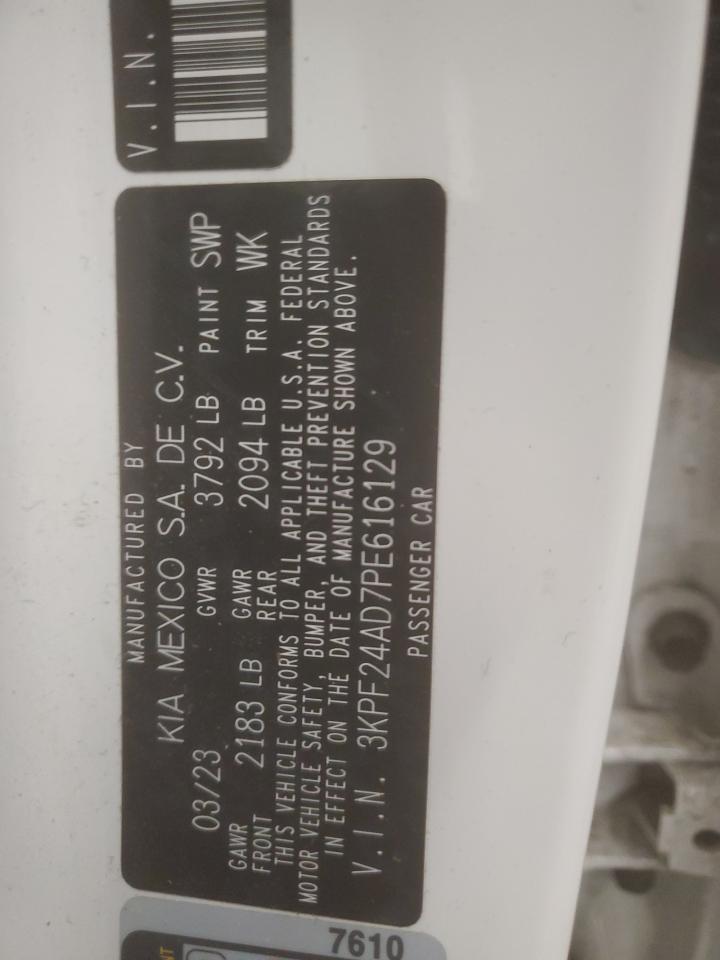 V.I.N.
MANUFACTURED BY
KIA MEXICO S.A. DE C.V.
03/23 GVWR 3792 LB PAINT SWP
GAWR FRONT 2183 LB GAWR REAR 2094 LB TRIM WK
THIS VEHICLE CONFORMS TO ALL APPLICABLE U.S.A. FEDERAL
MOTOR VEHICLE SAFETY, BUMPER, AND THEFT PREVENTION STANDARDS
IN EFFECT ON THE DATE OF MANUFACTURE SHOWN ABOVE.
V.I.N. 3KPF24AD7PE616129
PASSENGER CAR
7610